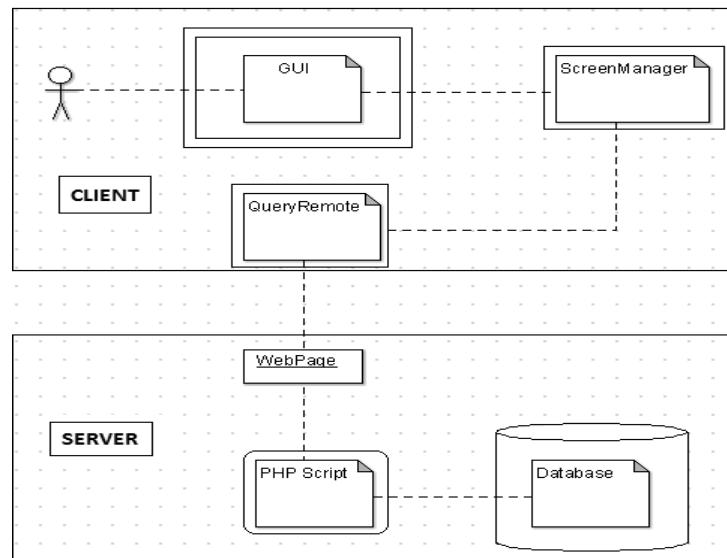 GUI
ScreenManager
CLIENT
QueryRemote
WebPage
SERVER
PHP Script
Database